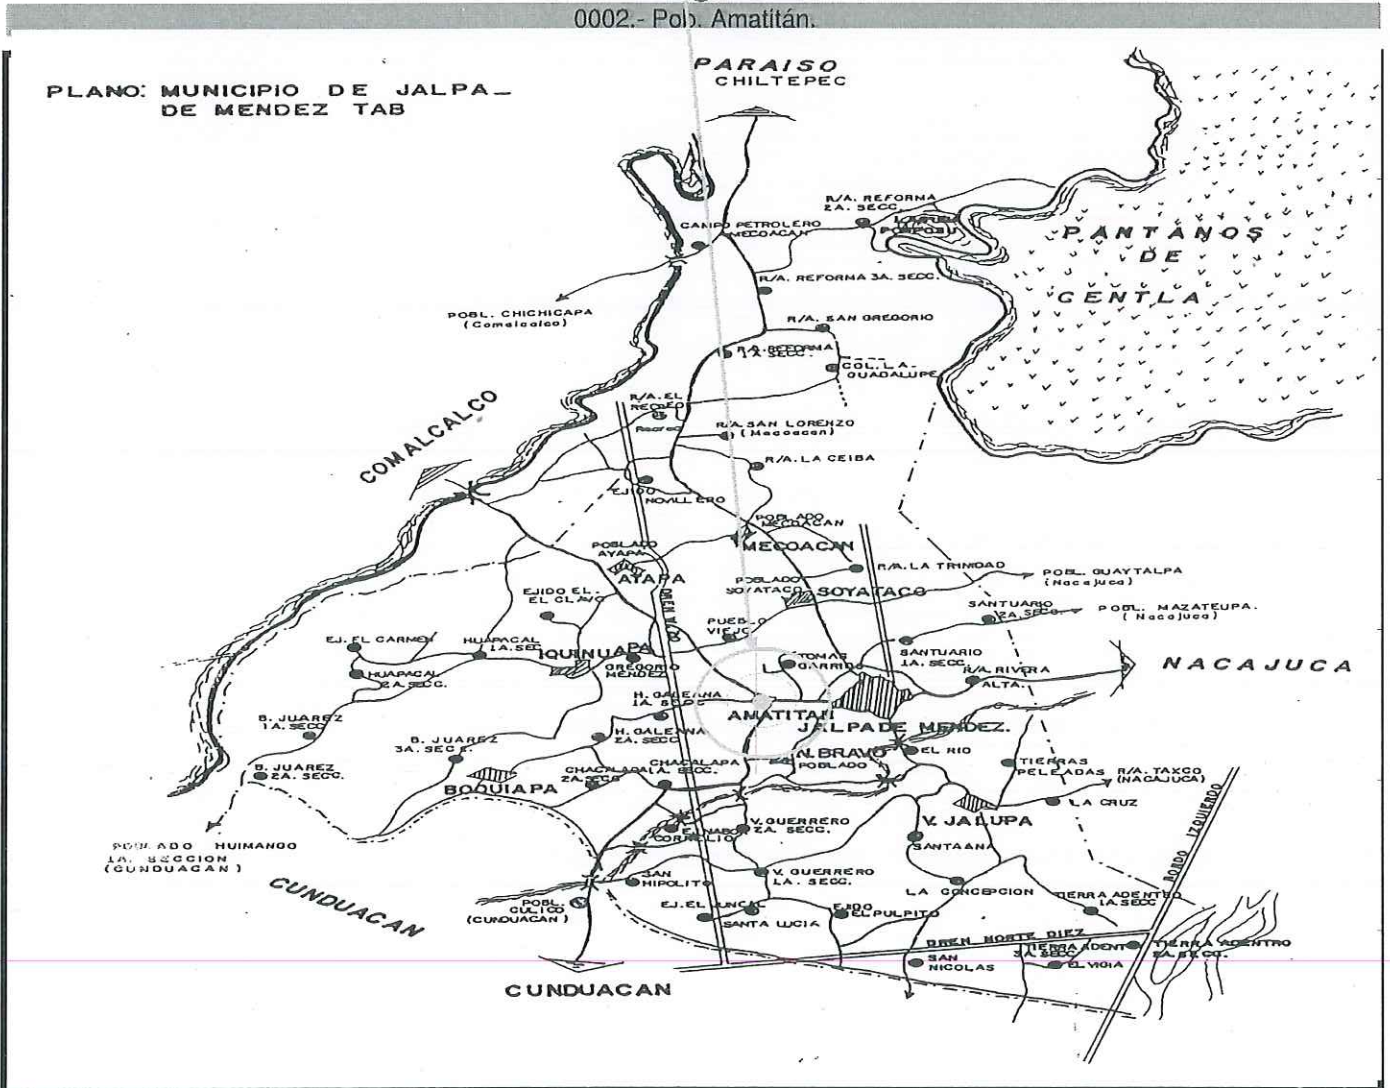 0002.- Pob. Amatitán.
PLANO: MUNICIPIO DE JALPA_
DE MENDEZ TAB
PARAISO
CHILTEPEC
R/A. REFORMA
2A. SECC.
CAMPO PETROLERO
MECOACAN
PANTANOS
DE
CENTLA
R/A. REFORMA 3A. SECC.
POBL. CHICHICAPA
(Comalcalco)
R/A. SAN GREGORIO
R/A. REFORMA
1A SECC.
COL. LA
GUADALUPE
R/A. EL
RECREO
Recreo
COMALCALCO
R/A. SAN LORENZO
(Mecoacan)
R/A. LA CEIBA
EJIDO
NOVILLERO
POBLADO
MECOACAN
MECOACAN
POBLADO
AYAPA
AYAPA
R/A. LA TRINIDAD
POBL. GUAYTALPA
(Nacajuca)
POBLADO
SOYATACO
SOYATACO
EJIDO EL
EL CLAVO
SANTUARIO
2A. SECC.
POBL. MAZATEUPA.
(Nacajuca)
PUEBLO
VIEJO
EJ. EL CARMEN
HUAPACAL
1A. SEC
IQUINUAPA
GREGORIO
MENDEZ
TOMAS
GARRIDO
SANTUARIO
1A. SECC.
R/A. RIVERA
ALTA.
NACAJUCA
HUAPACAL
2A. SECC.
H. GALEANA
1A. SECC
AMATITAN
JALPA DE MENDEZ.
B. JUAREZ
1A. SECC
H. GALEANA
2A. SECC
B. JUAREZ
3A. SECC.
N. BRAVO
POBLADO
EL RIO
TIERRAS
PELEADAS
R/A. TAXCO
(NACAJUCA)
B. JUAREZ
2A. SECC.
BOQUIAPA
CHACALAPA
2A. SECC.
CHACALAPA
1A. SECC.
LA CRUZ
V. JALUPA
V. GUERRERO
2A. SECC.
SANTA ANA
BORDO IZQUIERDO
POBLADO HUIMANGO
1A. SECCION
(CUNDUACAN)
CUNDUACAN
SAN
HIPOLITO
V. GUERRERO
1A. SECC.
LA CONCEPCION
TIERRA ADENTRO
1A. SECC
POBL.
CULICO
(CUNDUACAN)
EJ. EL JUNCAL
SANTA LUCIA
EJIDO
EL PULPITO
DREN NORTE DIEZ
TIERRA ADENT
3A. SECC
EL VIGIA
TIERRA ADENTRO
2A. SECC.
SAN
NICOLAS
CUNDUACAN